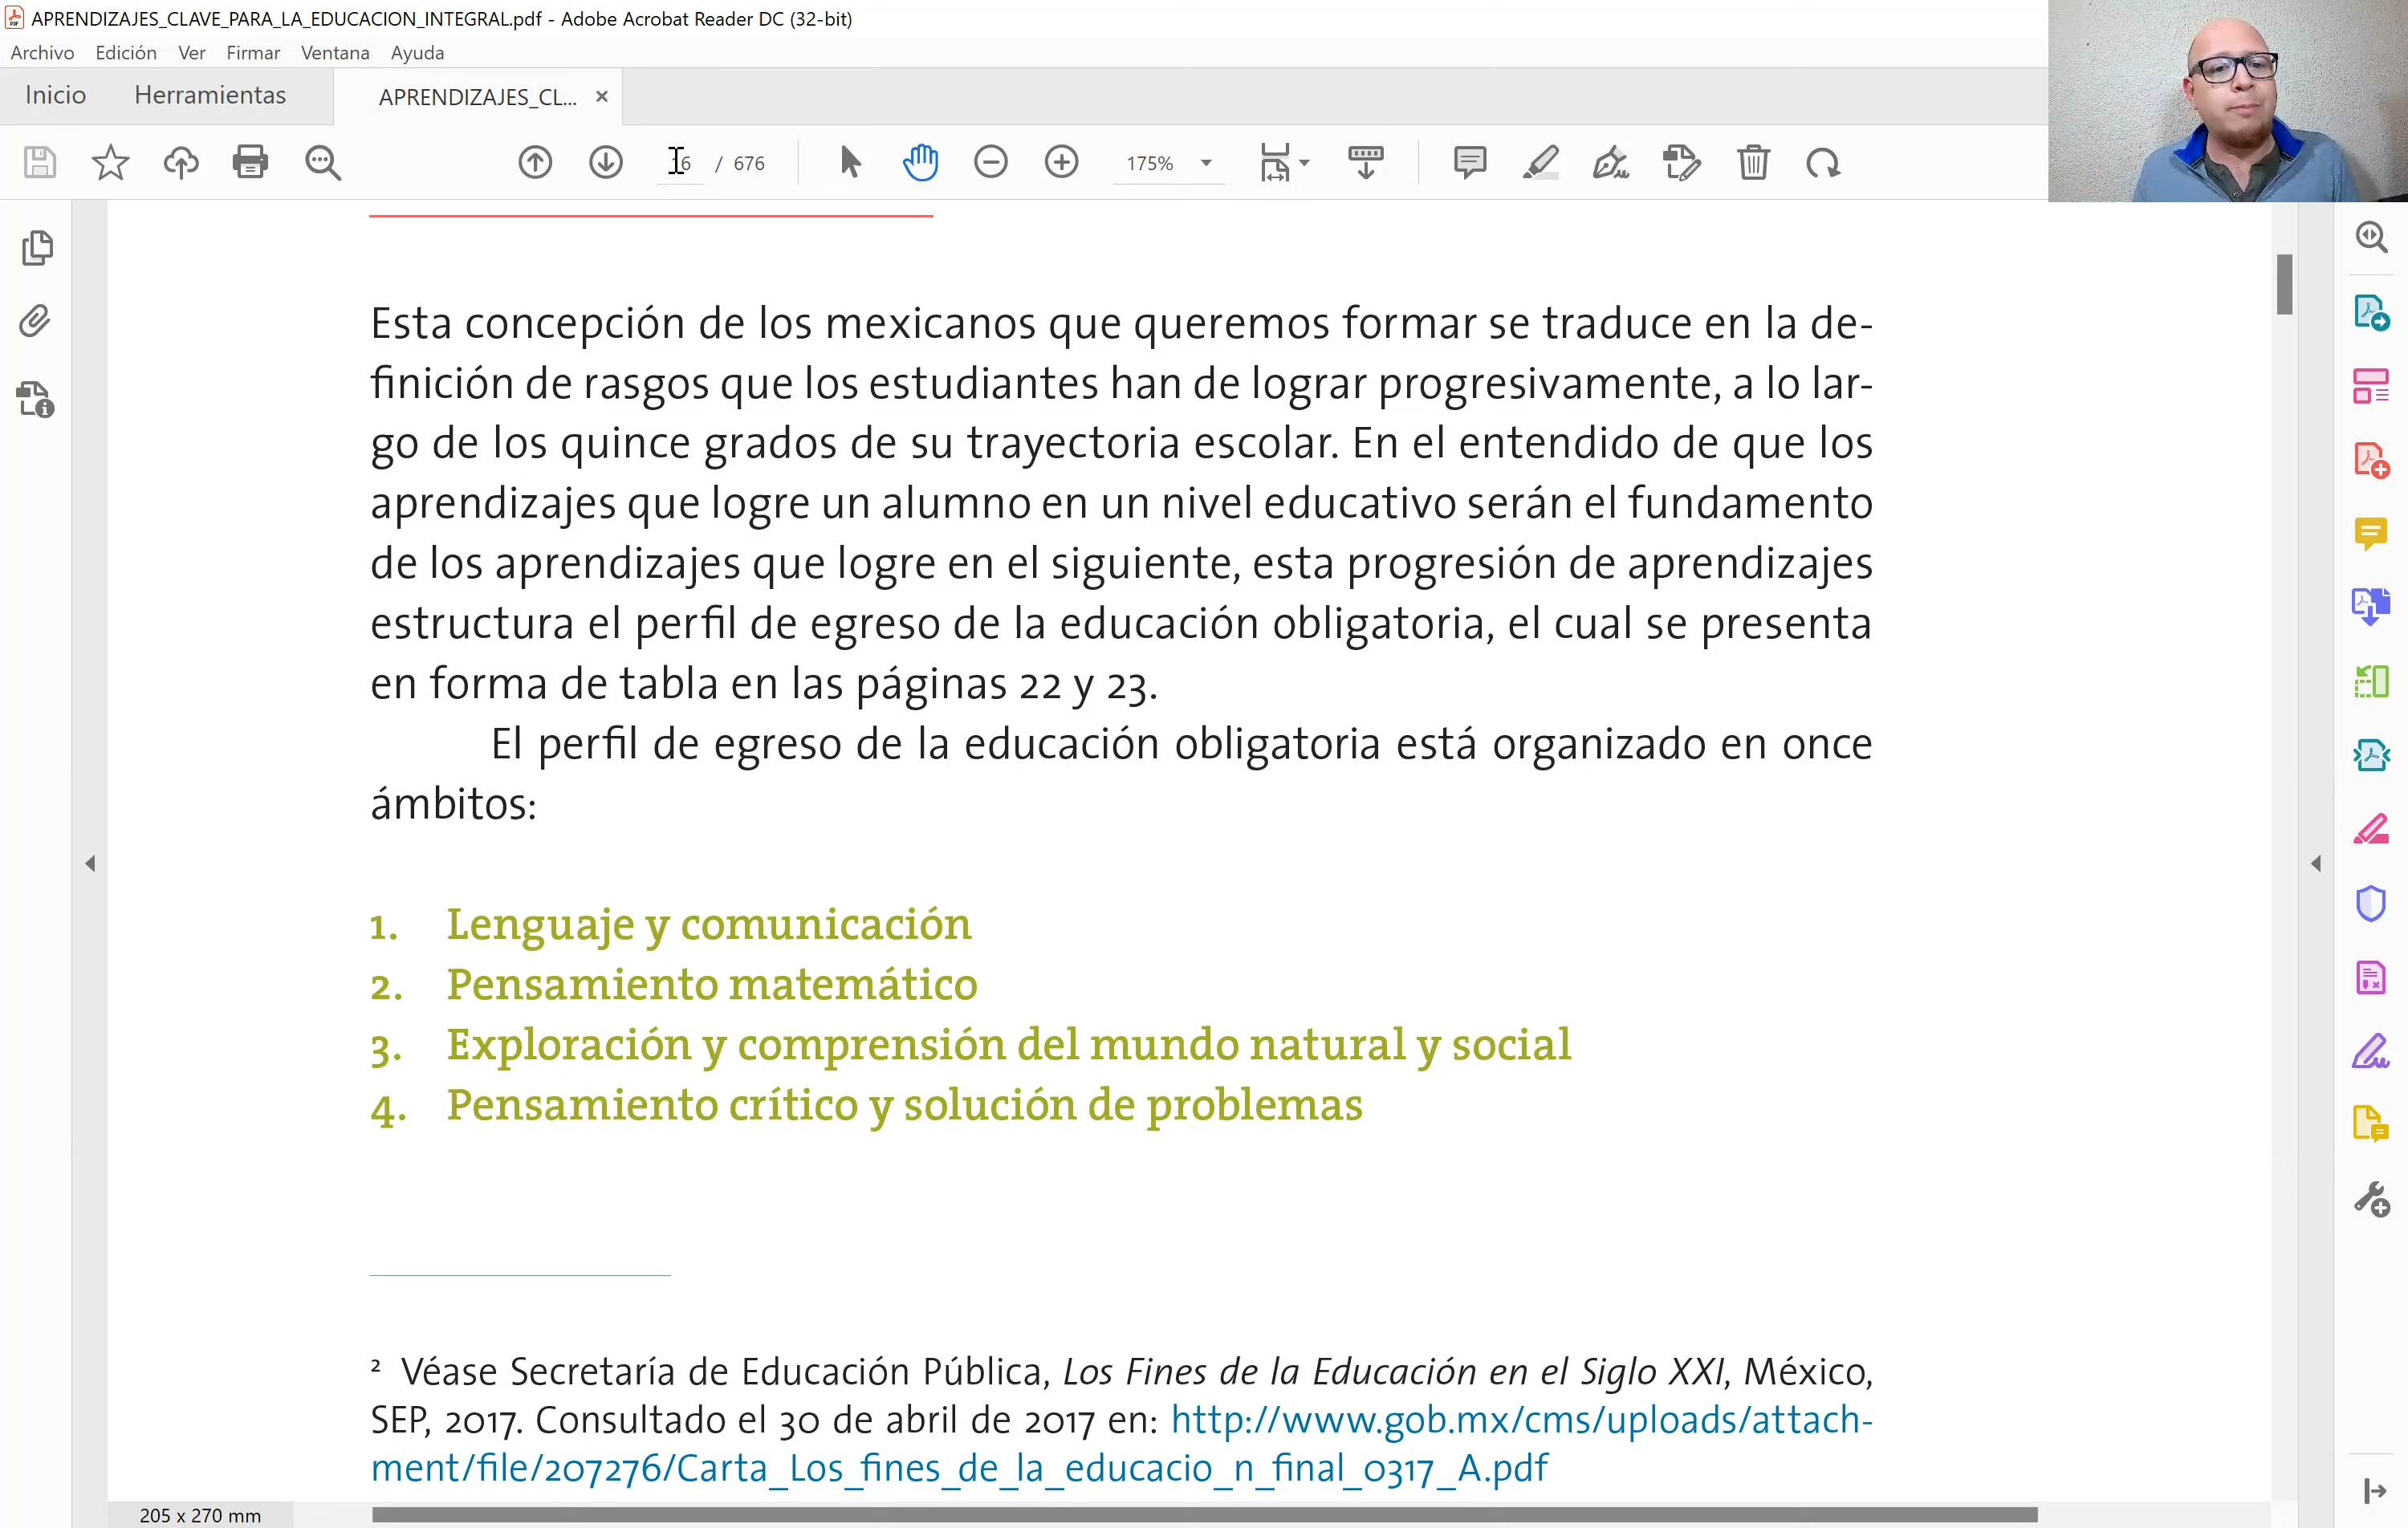 APRENDIZAJES_CLAVE_PARA_LA_EDUCACION_INTEGRAL.pdf - Adobe Acrobat Reader DC (32-bit)
Archivo Edición Ver Firmar Ventana Ayuda
Inicio Herramientas APRENDIZAJES_CL...
/ 676 175%
Esta concepción de los mexicanos que queremos formar se traduce en la de-
finición de rasgos que los estudiantes han de lograr progresivamente, a lo lar-
go de los quince grados de su trayectoria escolar. En el entendido de que los
aprendizajes que logre un alumno en un nivel educativo serán el fundamento
de los aprendizajes que logre en el siguiente, esta progresión de aprendizajes
estructura el perfil de egreso de la educación obligatoria, el cual se presenta
en forma de tabla en las páginas 22 y 23.
El perfil de egreso de la educación obligatoria está organizado en once
ámbitos:
1. Lenguaje y comunicación
2. Pensamiento matemático
3. Exploración y comprensión del mundo natural y social
4. Pensamiento crítico y solución de problemas
² Véase Secretaría de Educación Pública, Los Fines de la Educación en el Siglo XXI, México,
SEP, 2017. Consultado el 30 de abril de 2017 en: http://www.gob.mx/cms/uploads/attach-
ment/file/207276/Carta_Los_fines_de_la_educacio_n_final_0317_A.pdf
205 x 270 mm